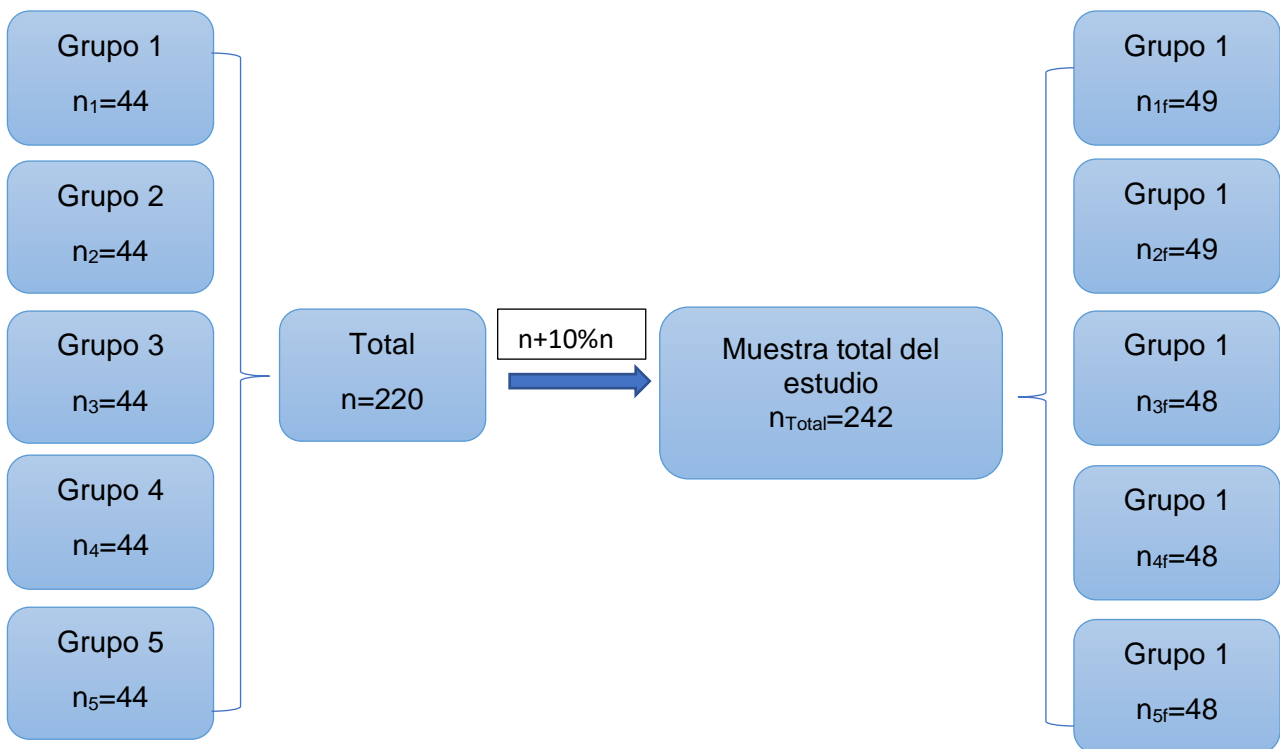 Grupo 1
n1=44
Grupo 2
n2=44
Grupo 3
n3=44
Grupo 4
n4=44
Grupo 5
n5=44
Total
n=220
n+10%n
Muestra total del
estudio
nTotal=242
Grupo 1
n1f=49
Grupo 1
n2f=49
Grupo 1
n3f=48
Grupo 1
n4f=48
Grupo 1
n5f=48